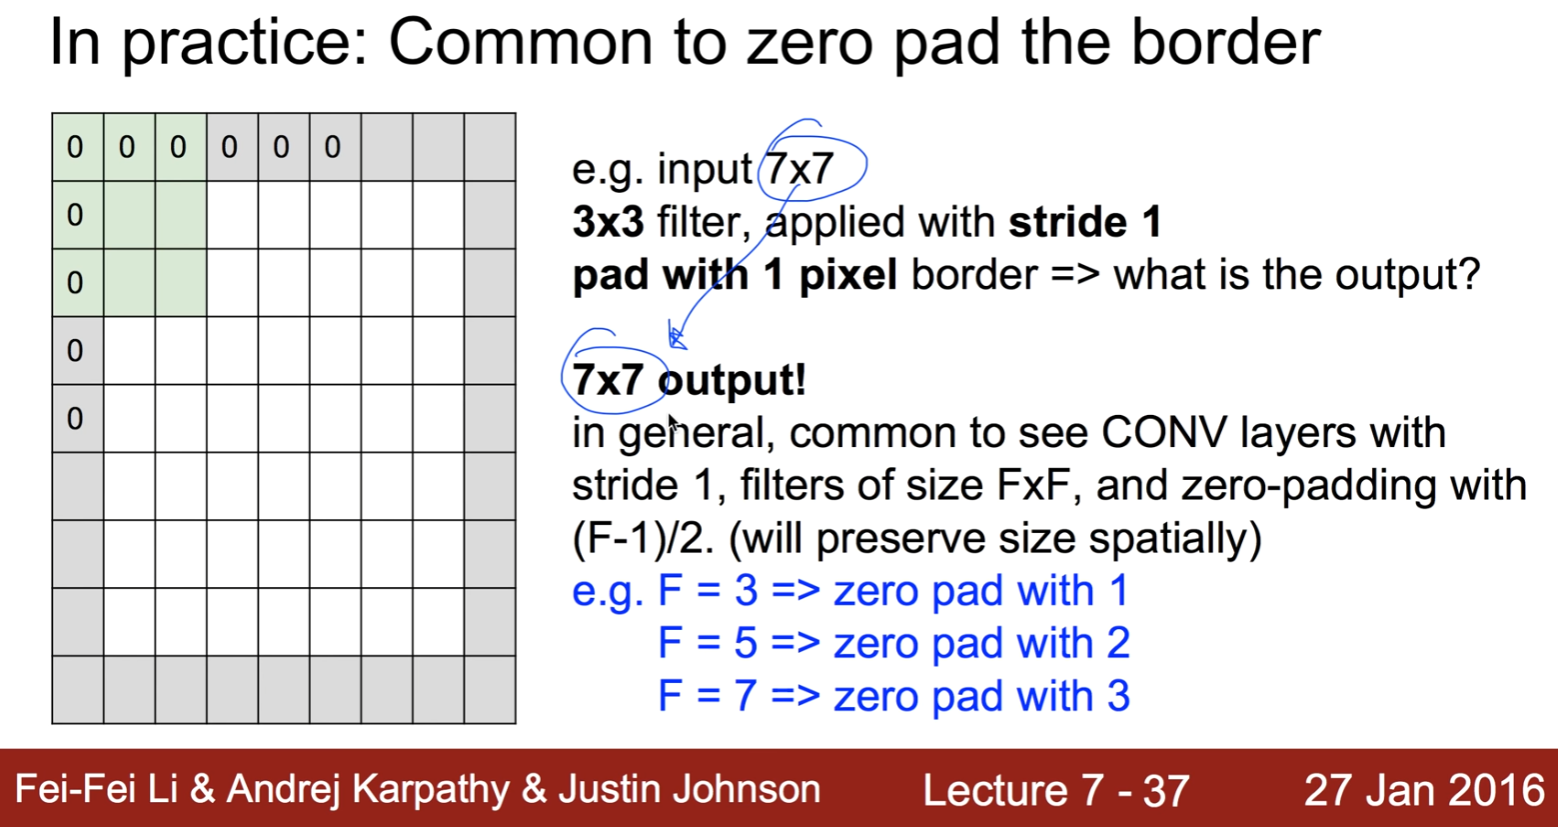 In practice: Common to zero pad the border
0 0 0 0 0 0
0
0
0
0
e.g. input 7x7
3x3 filter, applied with stride 1
pad with 1 pixel border => what is the output?
7x7 output!
in general, common to see CONV layers with
stride 1, filters of size FxF, and zero-padding with
(F-1)/2. (will preserve size spatially)
e.g. F = 3 => zero pad with 1
F = 5 => zero pad with 2
F = 7 => zero pad with 3
Fei-Fei Li & Andrej Karpathy & Justin Johnson
Lecture 7 - 37
27 Jan 2016